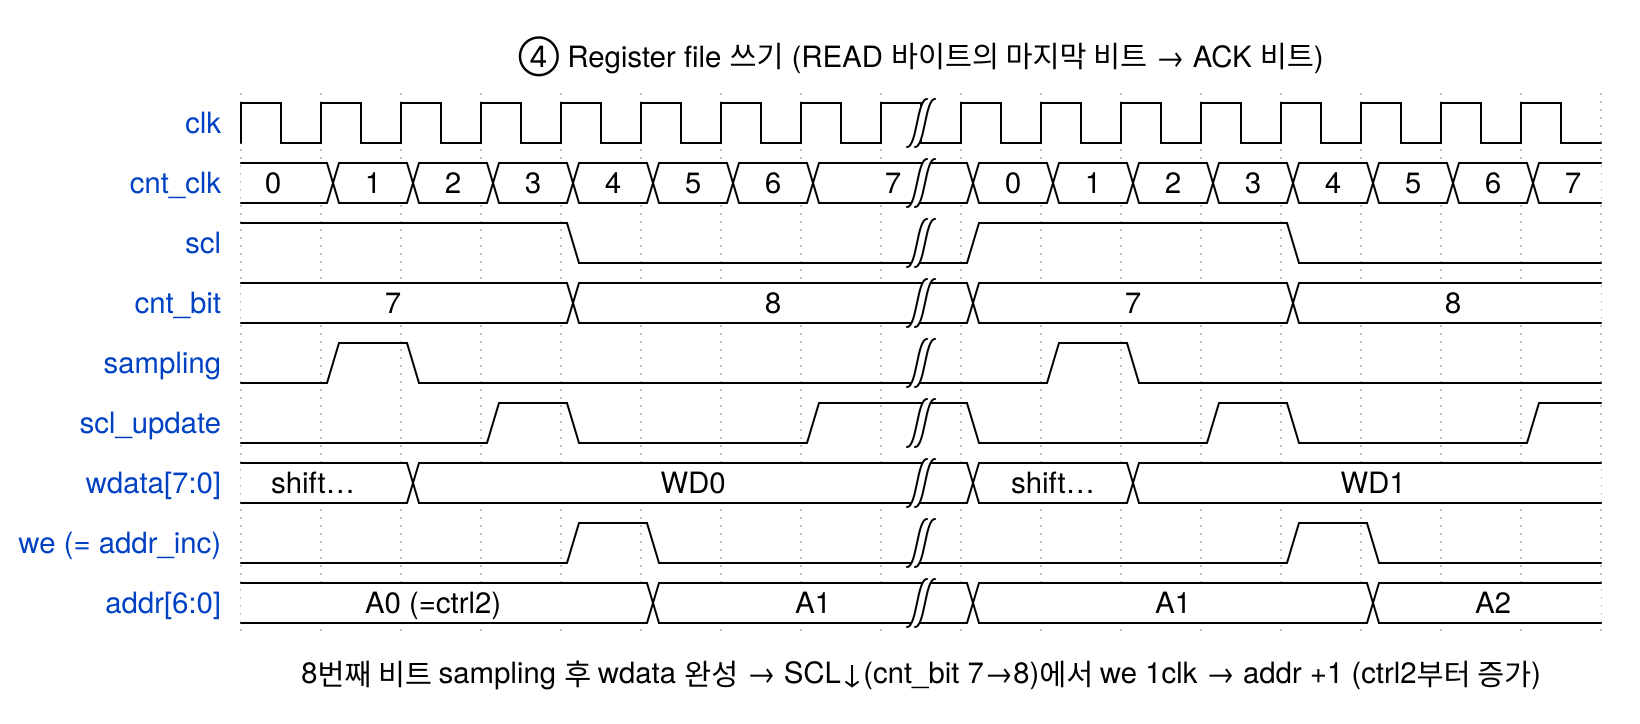 ④ Register file 쓰기 (READ 바이트의 마지막 비트 → ACK 비트)
clk
cnt_clk 0 1 2 3 4 5 6 7 0 1 2 3 4 5 6 7
scl
cnt_bit 7 8 7 8
sampling
scl_update
wdata[7:0] shift... WD0 shift... WD1
we (= addr_inc)
addr[6:0] A0 (=ctrl2) A1 A1 A2
8번째 비트 sampling 후 wdata 완성 → SCL↓(cnt_bit 7→8)에서 we 1clk → addr +1 (ctrl2부터 증가)